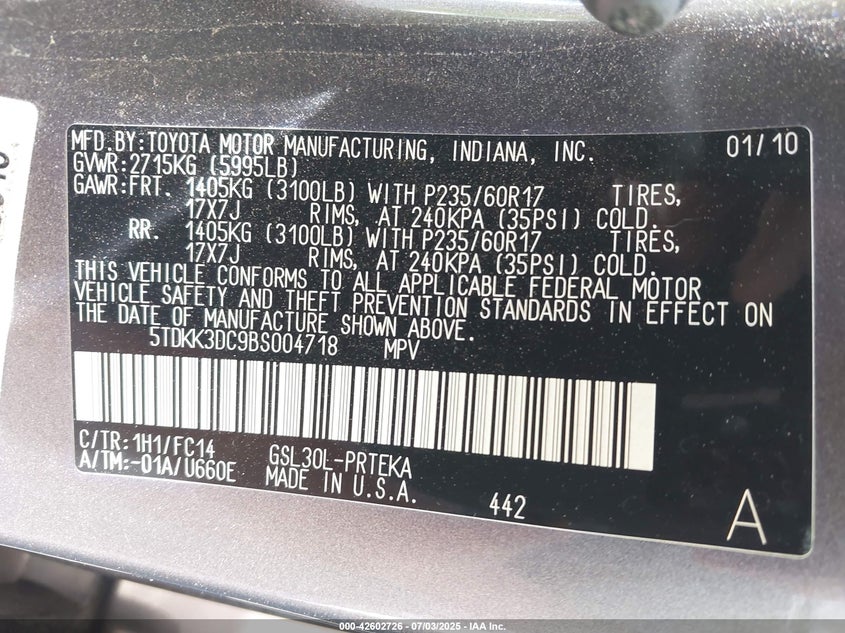 MFD.BY:TOYOTA MOTOR MANUFACTURING, INDIANA, INC. 01/10
GVWR:2715KG (5995LB)
GAWR:FRT. 1405KG (3100LB) WITH P235/60R17 TIRES,
17X7J RIMS, AT 240KPA (35PSI) COLD.
RR. 1405KG (3100LB) WITH P235/60R17 TIRES,
17X7J RIMS, AT 240KPA (35PSI) COLD.
THIS VEHICLE CONFORMS TO ALL APPLICABLE FEDERAL MOTOR
VEHICLE SAFETY AND THEFT PREVENTION STANDARDS IN EFFECT ON
THE DATE OF MANUFACTURE SHOWN ABOVE.
5TDKK3DC9BS004718 MPV
C/TR:1H1/FC14 GSL30L-PRTEKA
A/TM:-01A/U660E MADE IN U.S.A.
442 A
000-42602726 - 07/03/2025 - IAA Inc.